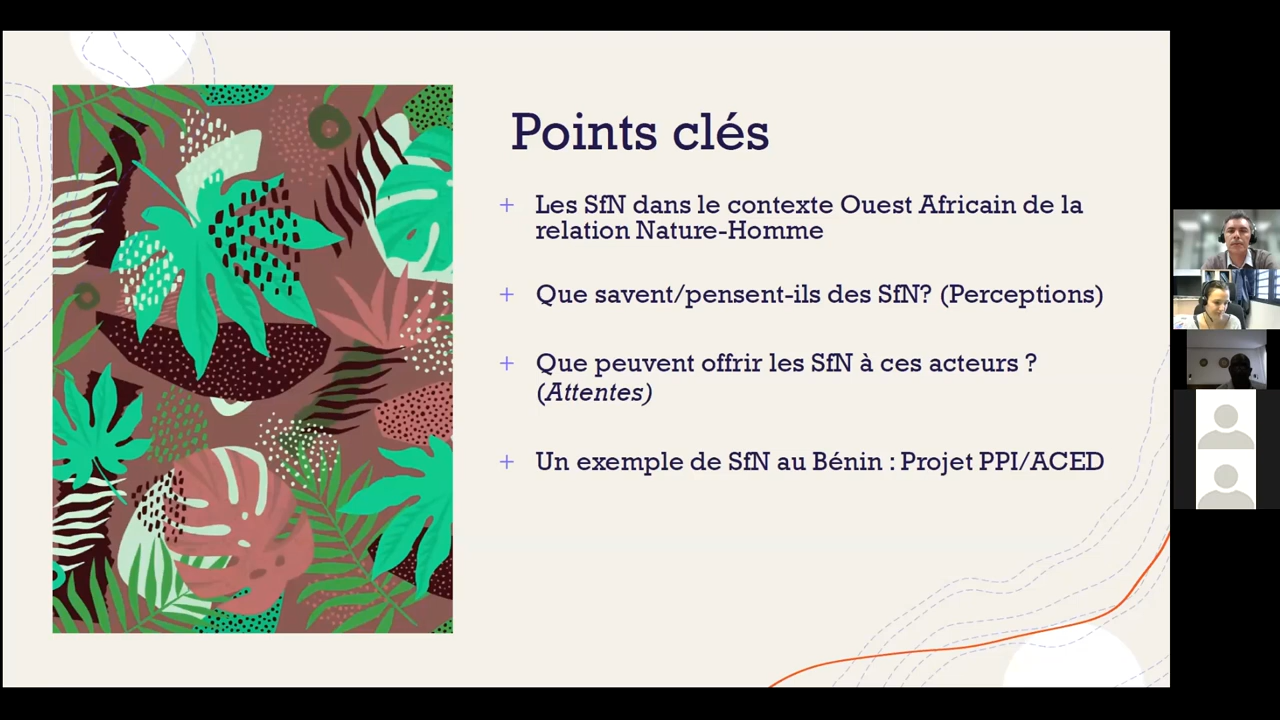 Points clés
+ Les SfN dans le contexte Ouest Africain de la
relation Nature-Homme
+ Que savent/pensent-ils des SfN? (Perceptions)
+ Que peuvent offrir les SfN à ces acteurs ?
(Attentes)
+ Un exemple de SfN au Bénin : Projet PPI/ACED